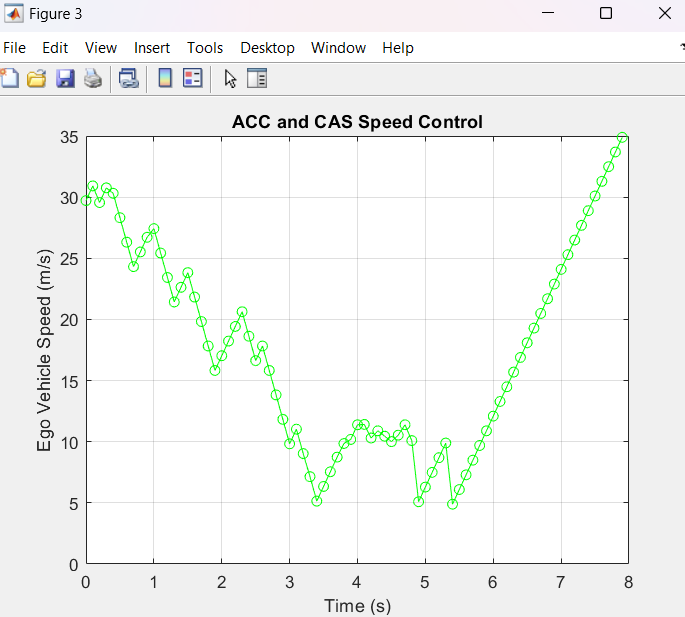 Figure 3
File Edit View Insert Tools Desktop Window Help
ACC and CAS Speed Control
35
30
25
20
15
10
5
0
Ego Vehicle Speed (m/s)
0 1 2 3 4 5 6 7 8
Time (s)